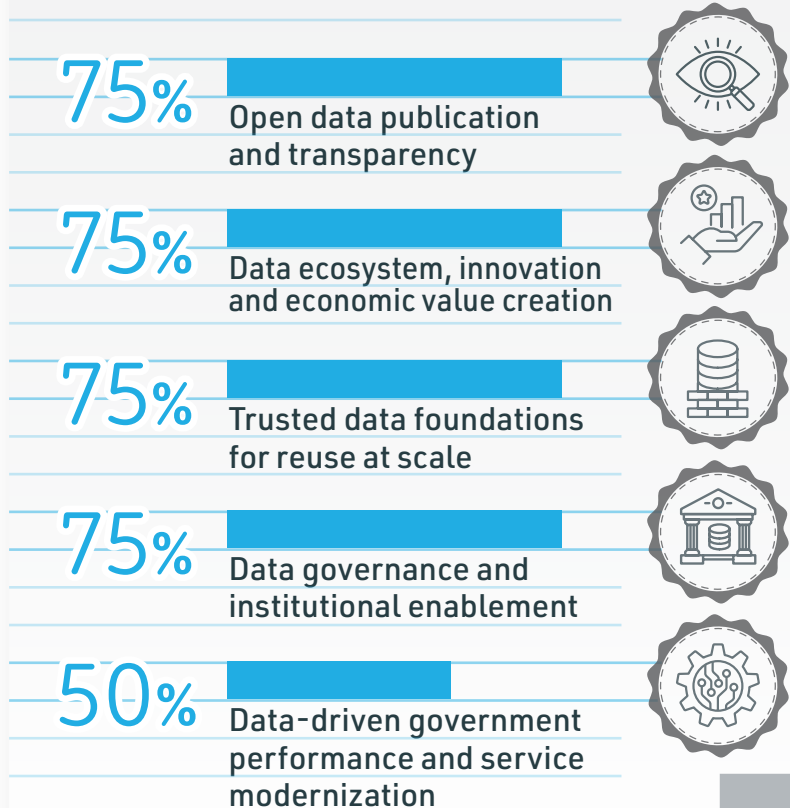 75%
Open data publication
and transparency
75%
Data ecosystem, innovation
and economic value creation
75%
Trusted data foundations
for reuse at scale
75%
Data governance and
institutional enablement
50%
Data-driven government
performance and service
modernization